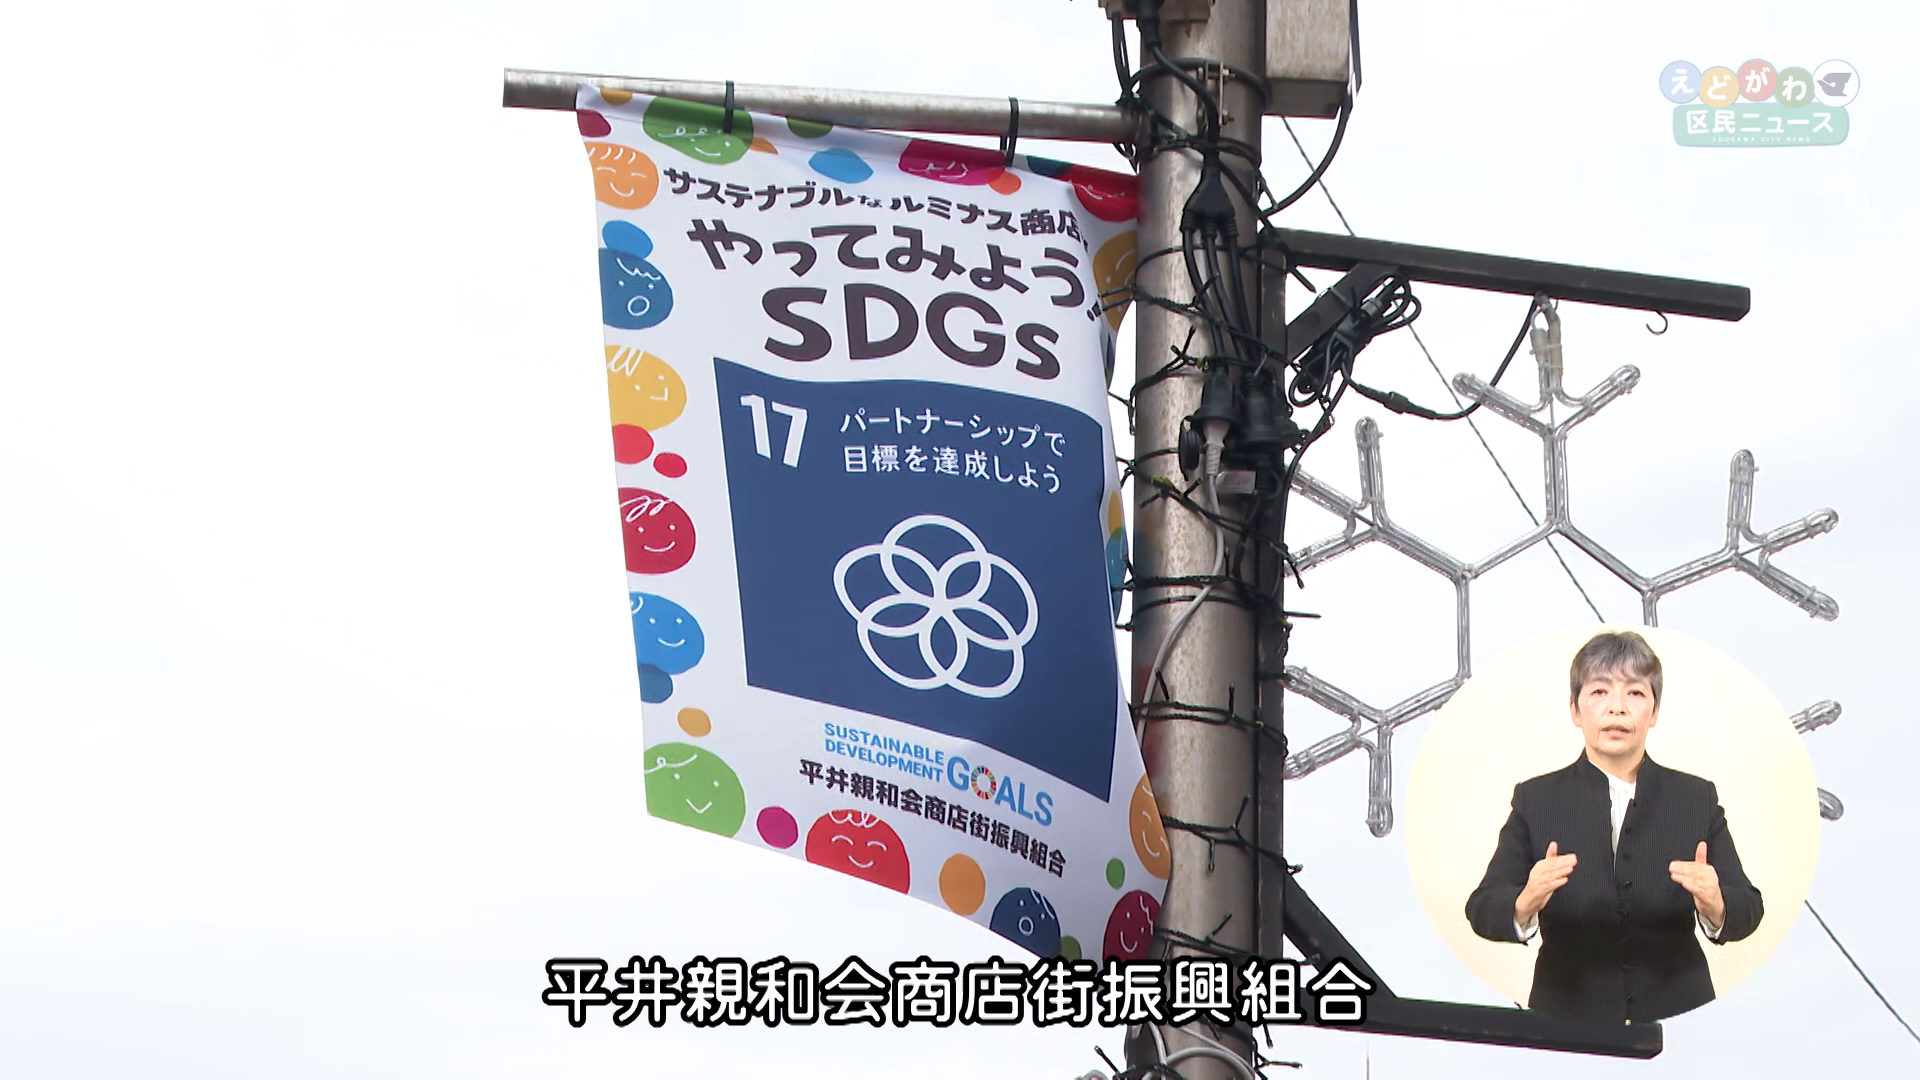 えどがわ
区民ニュース
EDOGAWA CITY NEWS
サステナブルなルミナス商店
やってみよう!
SDGs
17
パートナーシップで
目標を達成しよう
SUSTAINABLE
DEVELOPMENT
GOALS
平井親和会商店街振興組合
平井親和会商店街振興組合